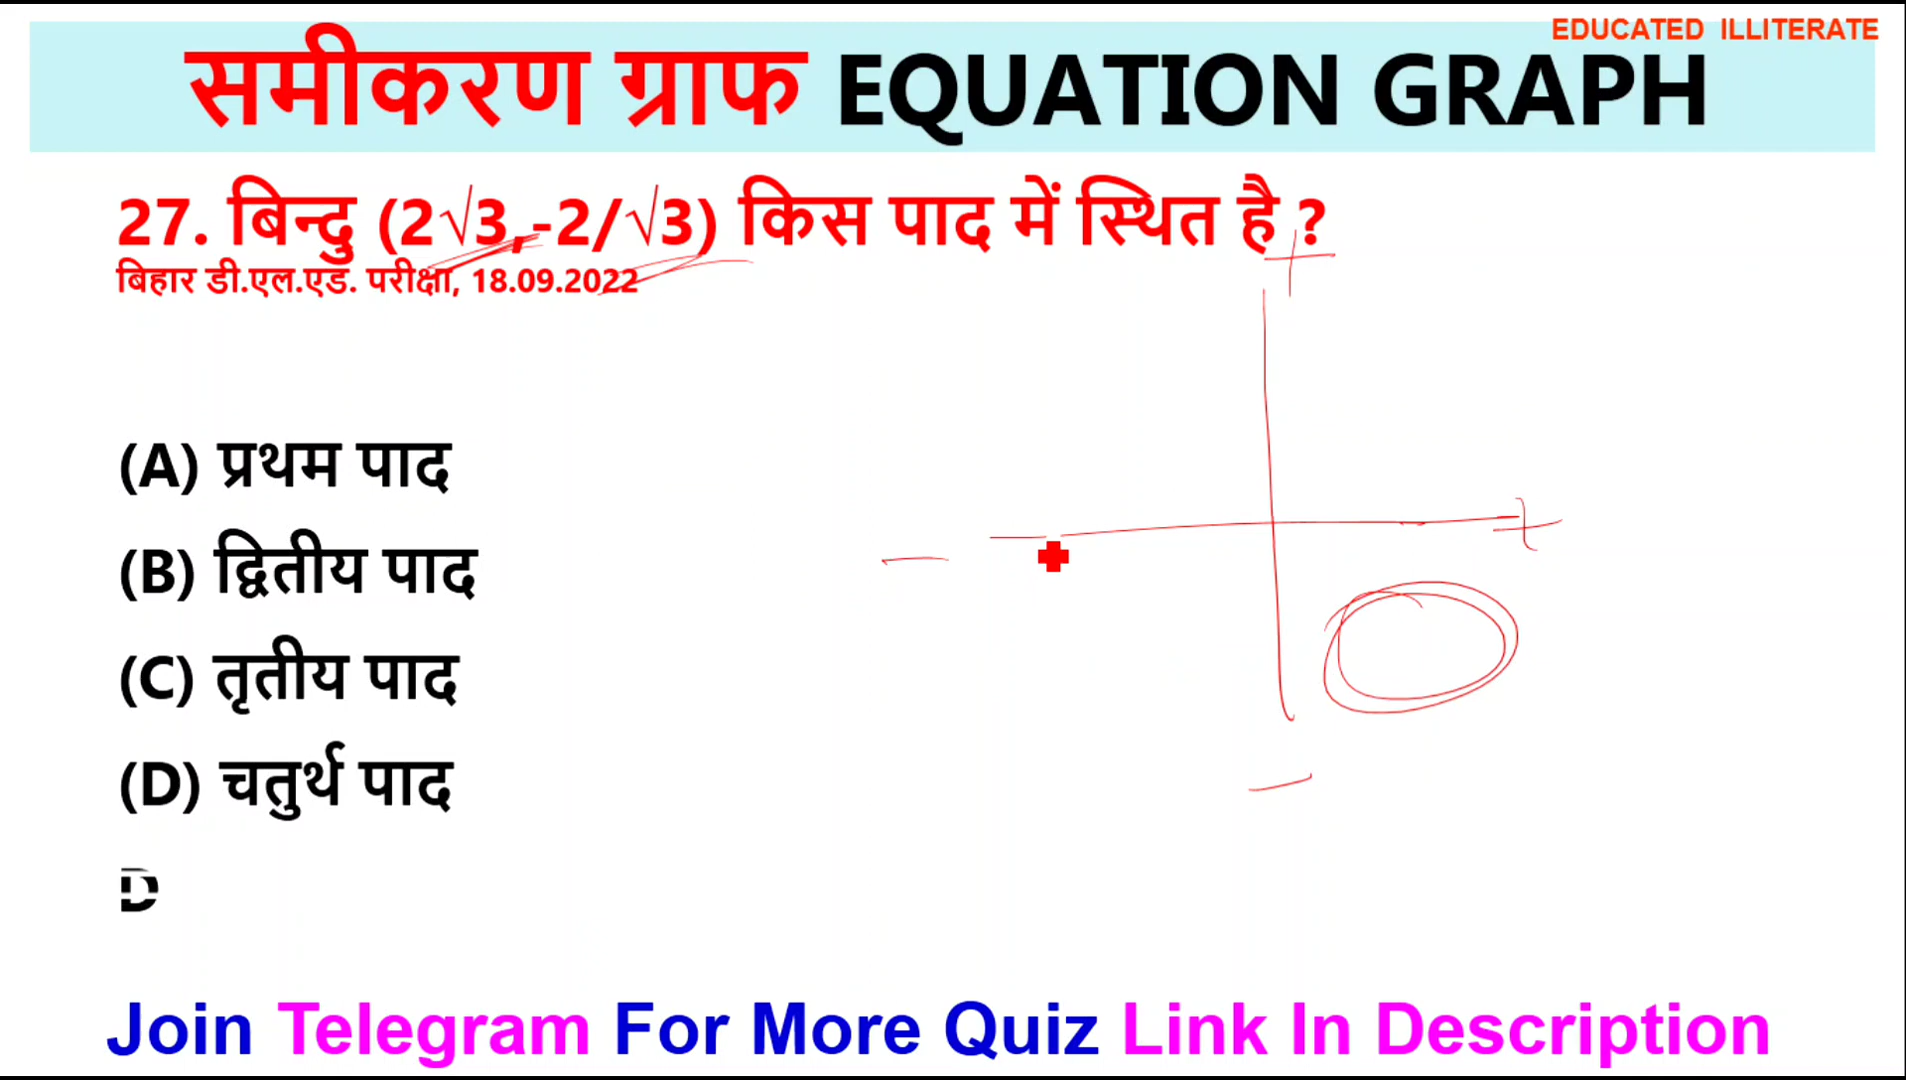 EDUCATED ILLITERATE
समीकरण ग्राफ EQUATION GRAPH
27. बिन्दु (2√3,-2/√3) किस पाद में स्थित है ?
बिहार डी.एल.एड. परीक्षा, 18.09.2022
+
(A) प्रथम पाद
(B) द्वितीय पाद
- +
(C) तृतीय पाद
(D) चतुर्थ पाद
-
D
Join Telegram For More Quiz Link In Description